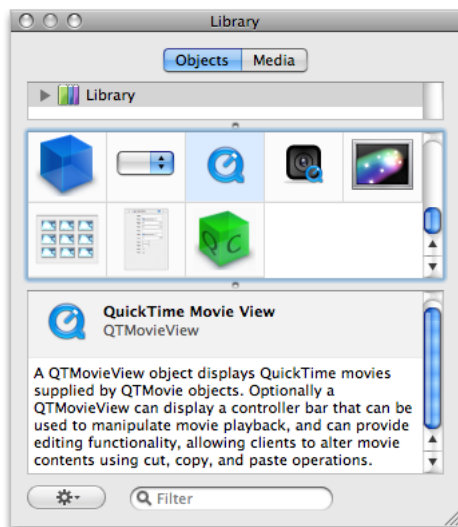 Library
Objects
Media
Library
QC
QuickTime Movie View
QTMovieView
A QTMovieView object displays QuickTime movies
supplied by QTMovie objects. Optionally a
QTMovieView can display a controller bar that can be
used to manipulate movie playback, and can provide
editing functionality, allowing clients to alter movie
contents using cut, copy, and paste operations.
Filter